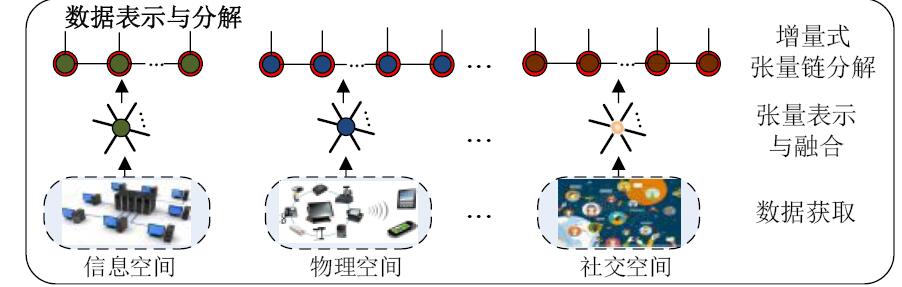 数据表示与分解
增量式
张量链分解
张量表示
与融合
数据获取
信息空间
物理空间
社交空间